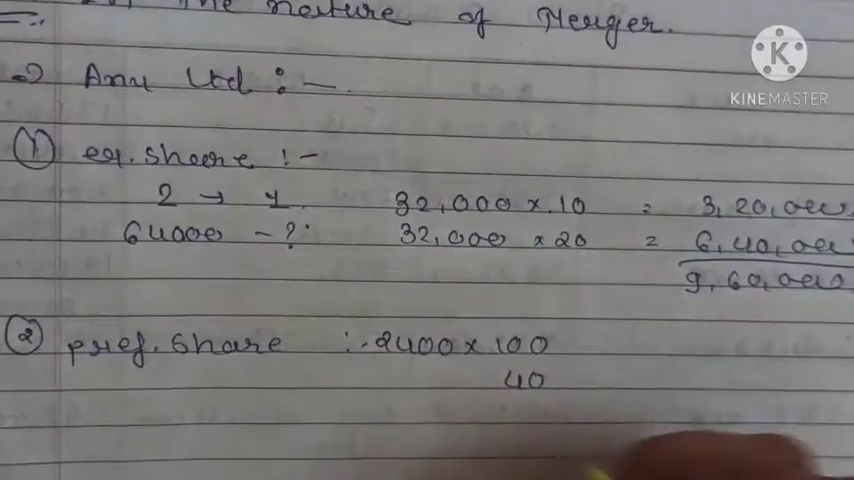 The nature of Merger.
=) Anu Ltd :-
① eq. share :-
2 → 1 32,000 x 10 = 3,20,000
64000 - ? 32,000 x 20 = 6,40,000
9,60,000
② pref. share :- 2400 x 100
40
K
KINEMASTER